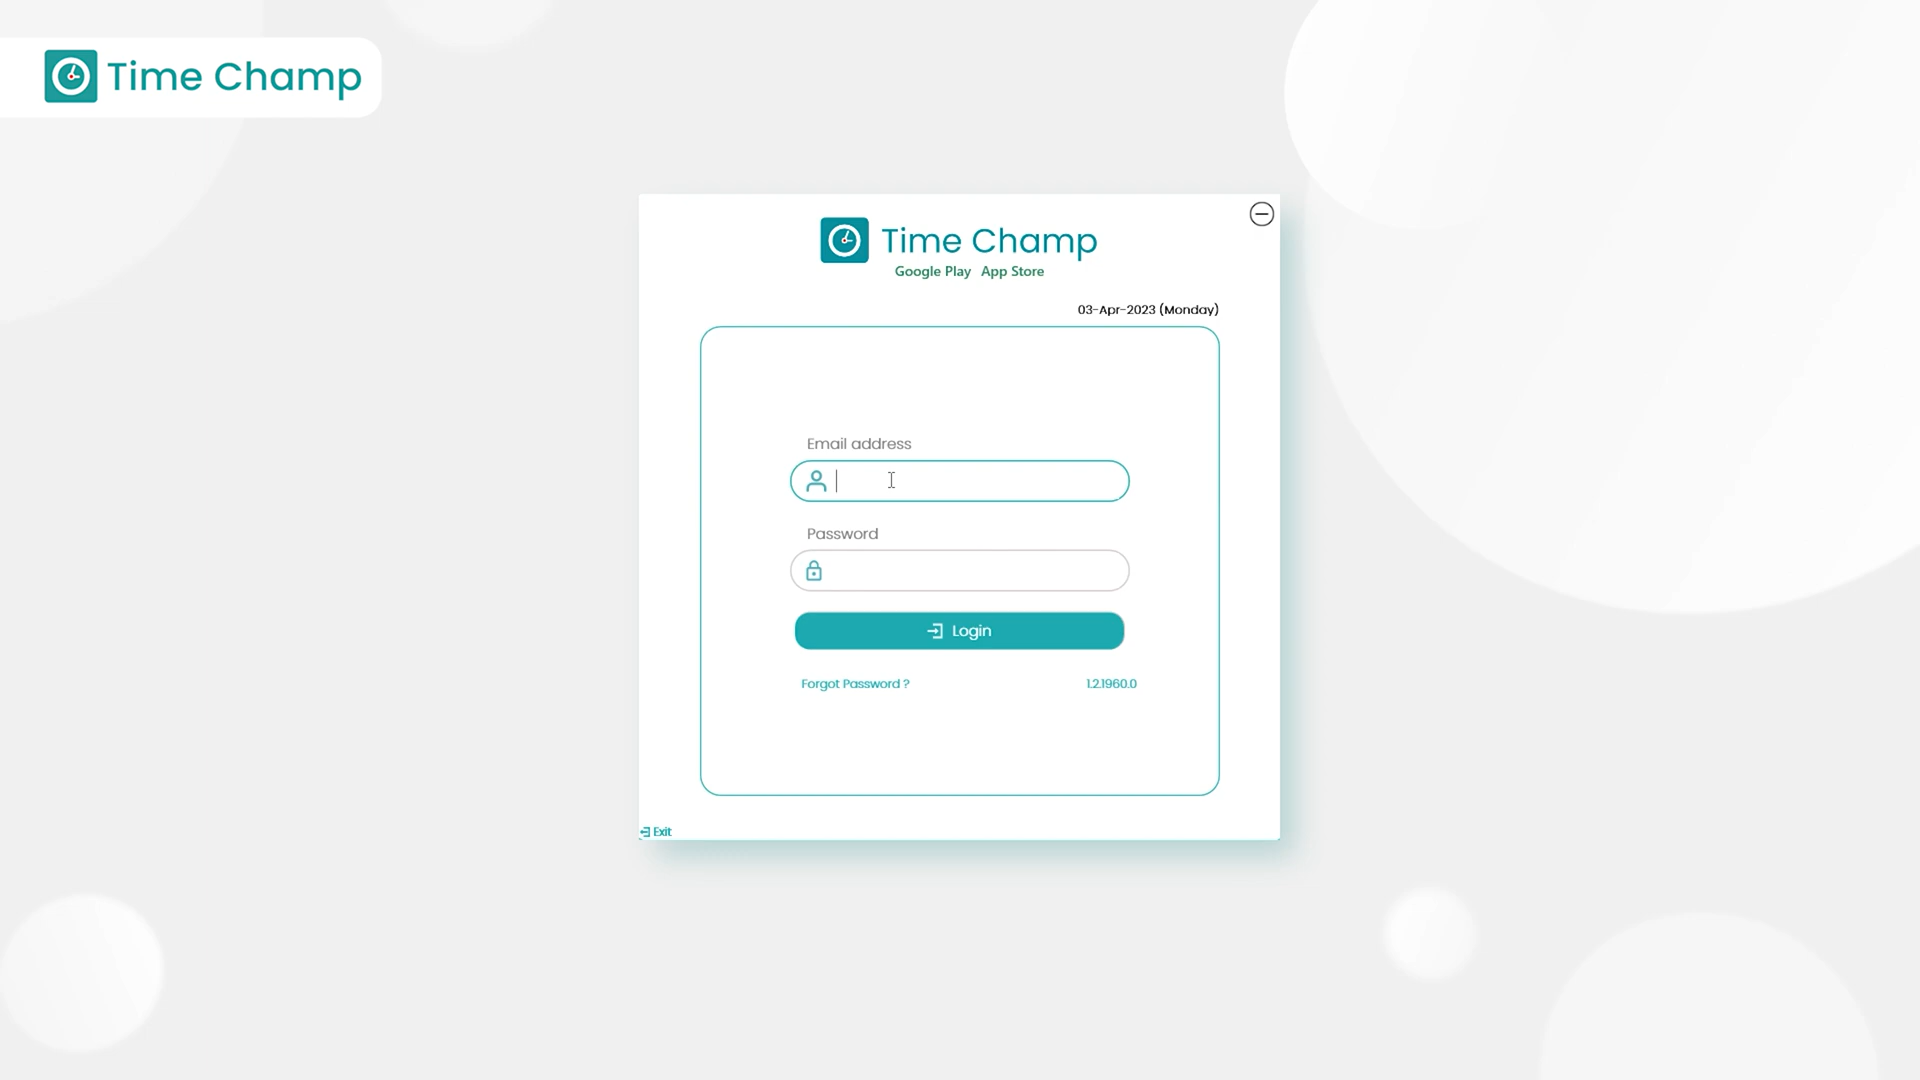 Time Champ
Time Champ
Google Play App Store
03-Apr-2023 (Monday)
Email address
Password
Login
Forgot Password ? 1.2.1960.0
Exit